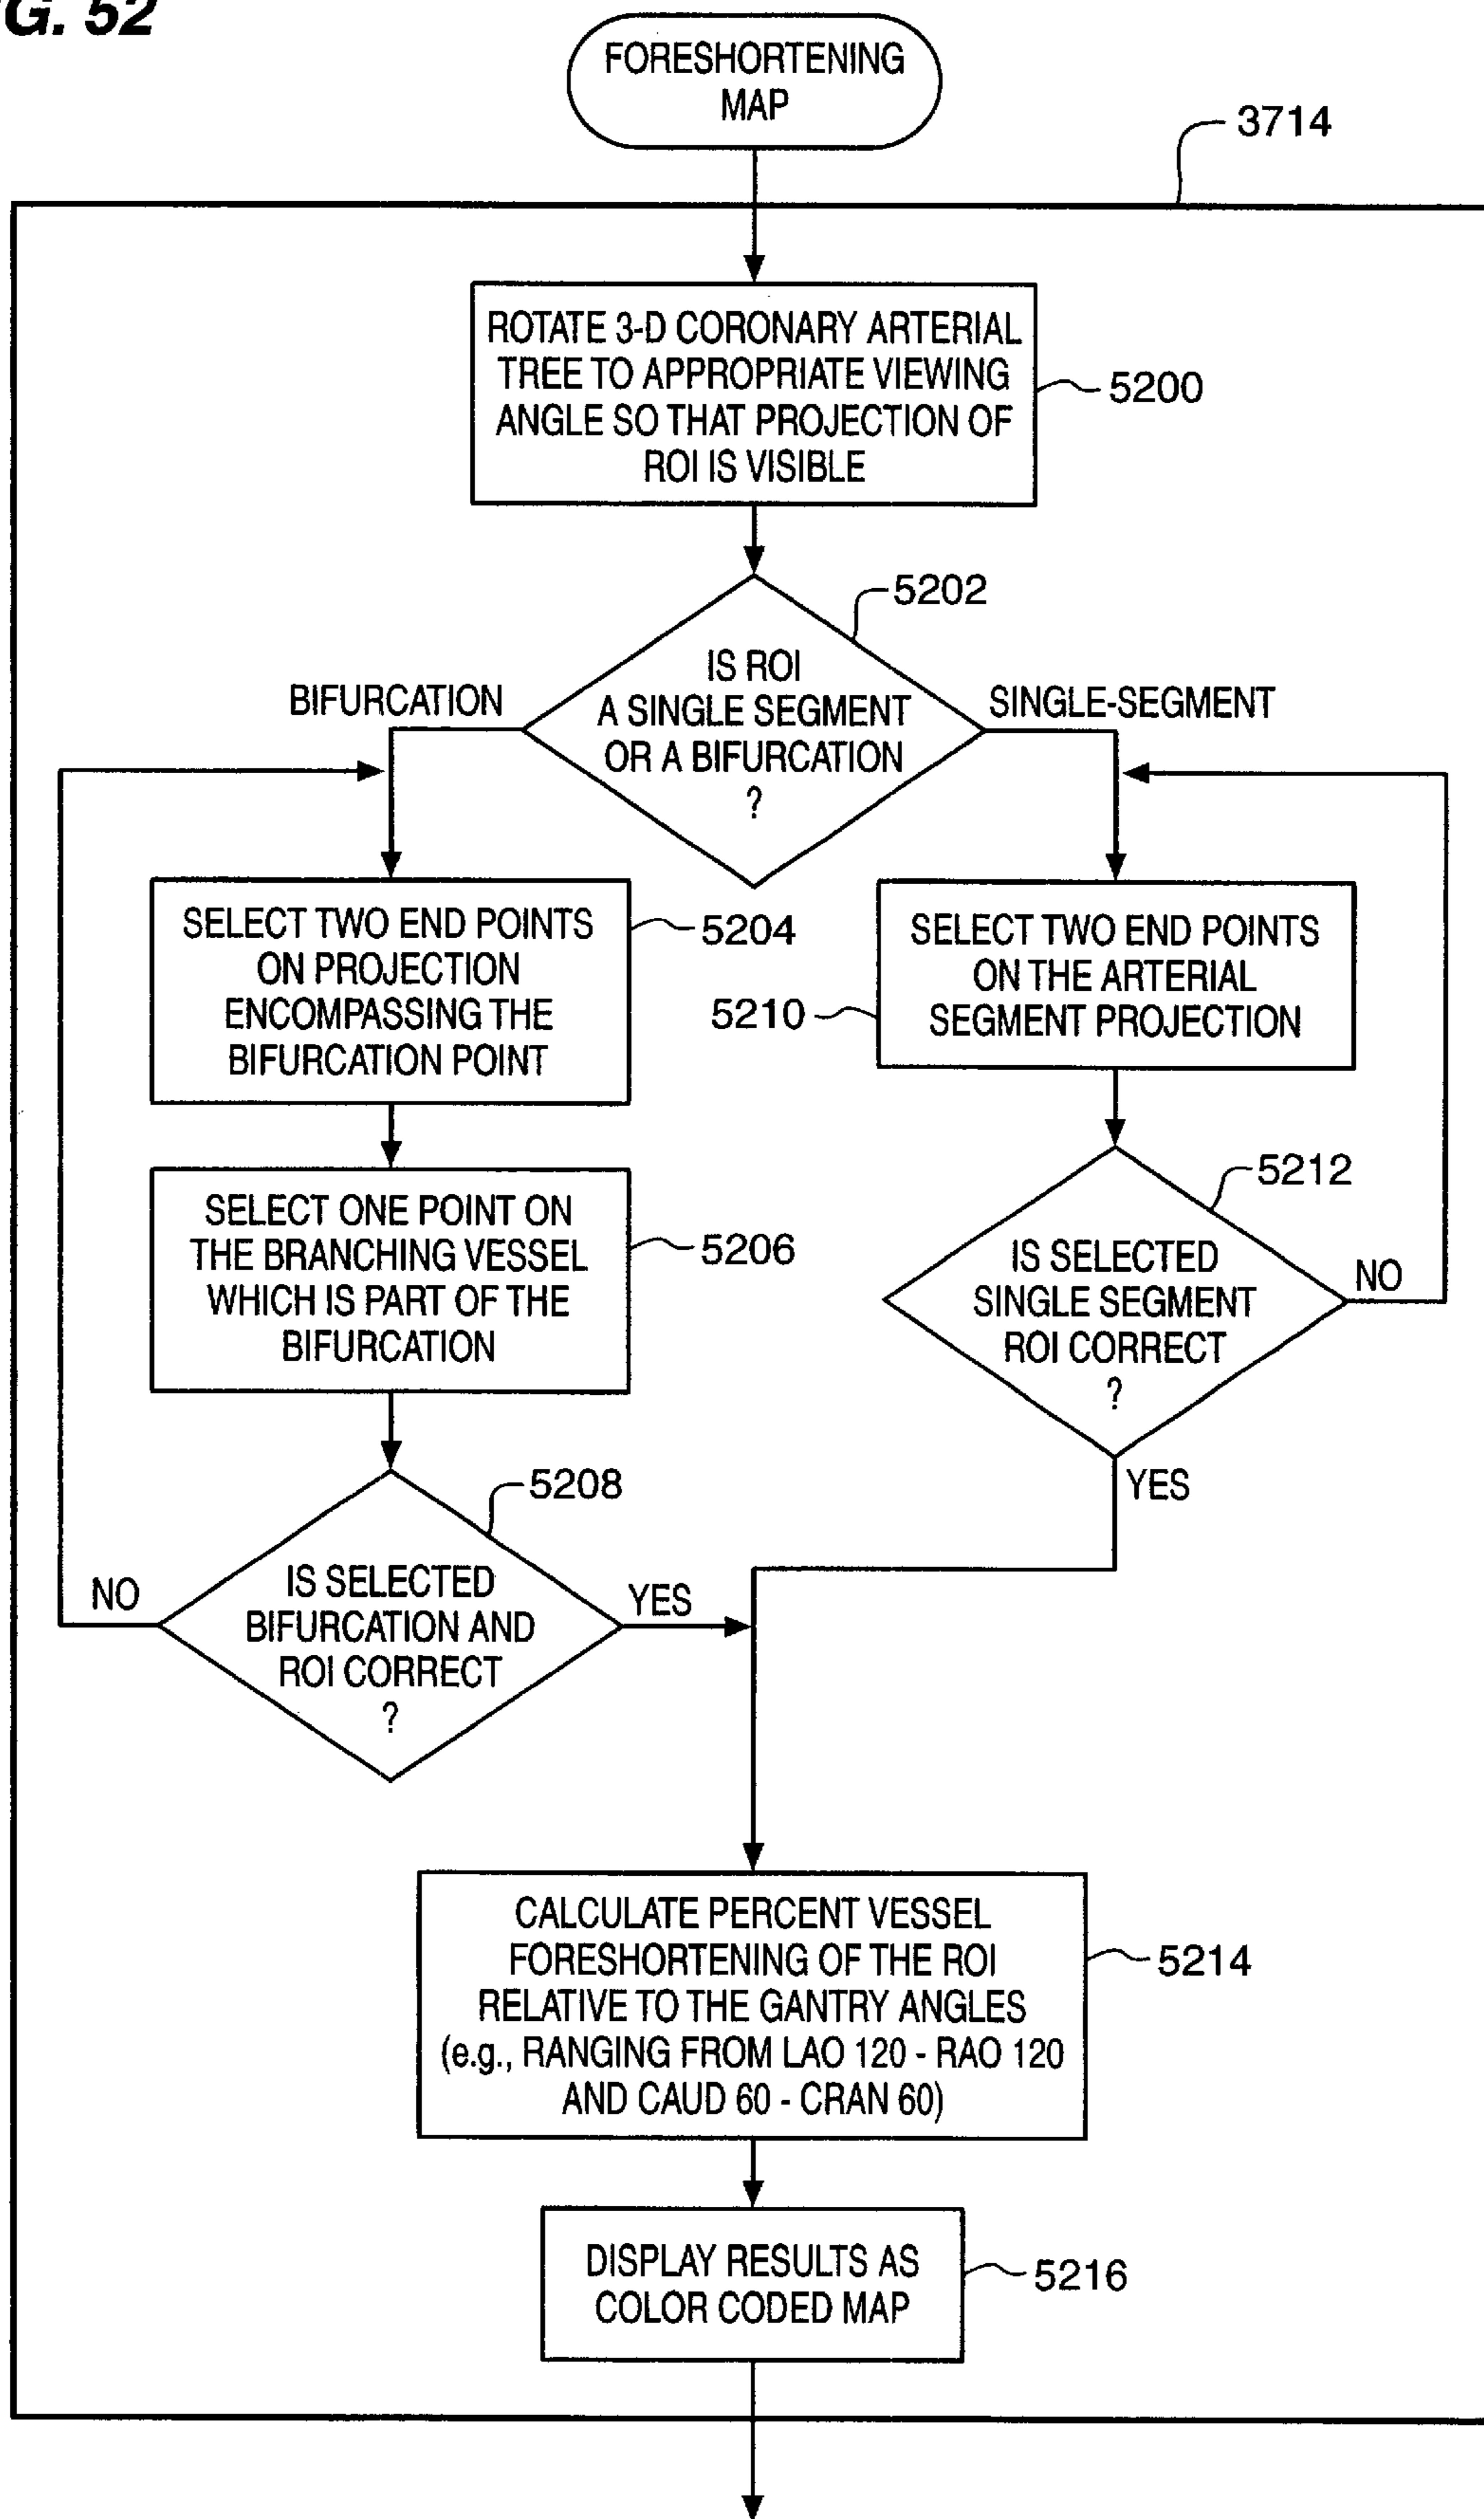 G. 52
FORESHORTENING
MAP
3714
ROTATE 3-D CORONARY ARTERIAL
TREE TO APPROPRIATE VIEWING
ANGLE SO THAT PROJECTION OF
ROI IS VISIBLE
5200
5202
IS ROI
A SINGLE SEGMENT
OR A BIFURCATION
?
BIFURCATION
SINGLE-SEGMENT
SELECT TWO END POINTS
ON PROJECTION
ENCOMPASSING THE
BIFURCATION POINT
5204
SELECT TWO END POINTS
ON THE ARTERIAL
SEGMENT PROJECTION
5210
SELECT ONE POINT ON
THE BRANCHING VESSEL
WHICH IS PART OF THE
BIFURCATION
5206
5212
IS SELECTED
SINGLE SEGMENT
ROI CORRECT
?
NO
YES
5208
IS SELECTED
BIFURCATION AND
ROI CORRECT
?
NO
YES
CALCULATE PERCENT VESSEL
FORESHORTENING OF THE ROI
RELATIVE TO THE GANTRY ANGLES
(e.g., RANGING FROM LAO 120 - RAO 120
AND CAUD 60 - CRAN 60)
5214
DISPLAY RESULTS AS
COLOR CODED MAP
5216